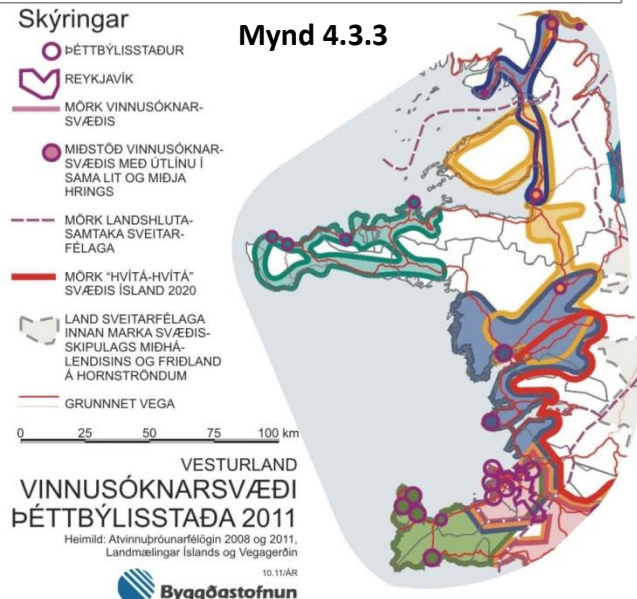 Skýringar
Mynd 4.3.3
ÞÉTTBÝLISSTAÐUR
REYKJAVÍK
MÖRK VINNUSÓKNAR-
SVÆÐIS
MIÐSTÖÐ VINNUSÓKNAR-
SVÆÐIS MEÐ ÚTLÍNU Í
SAMA LIT OG MIÐJA
HRINGS
MÖRK LANDSHLUTA-
SAMTAKA SVEITAR-
FÉLAGA
MÖRK "HVÍTÁ-HVÍTÁ"
SVÆÐIS ÍSLAND 2020
LAND SVEITARFÉLAGA
INNAN MARKA SVÆÐIS-
SKIPULAGS MIÐHÁ-
LENDISINS OG FRIÐLAND
Á HORNSTRÖNDUM
GRUNNNET VEGA
0 25 50 75 100 km
VESTURLAND
VINNUSÓKNARSVÆÐI
ÞÉTTBÝLISSTAÐA 2011
Heimild: Atvinnuþróunarfélögin 2008 og 2011,
Landmælingar Íslands og Vegagerðin
10.11/ÁR
Byggðastofnun